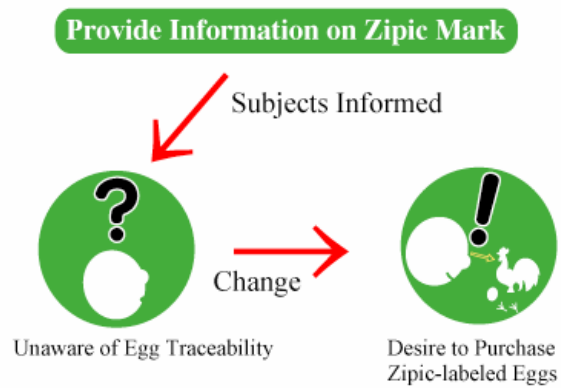 Provide Information on Zipic Mark
Subjects Informed
?
!
Change
Unaware of Egg Traceability
Desire to Purchase
Zipic-labeled Eggs